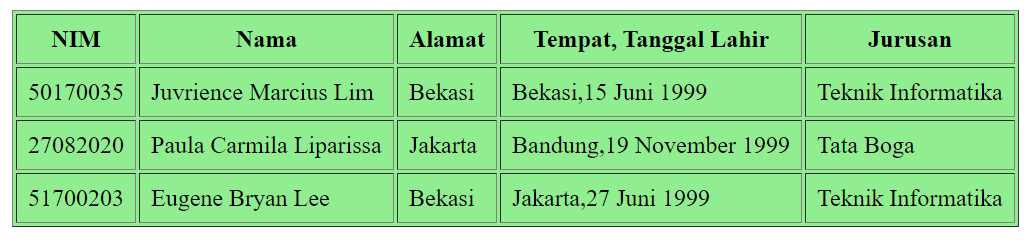 NIM Nama Alamat Tempat, Tanggal Lahir Jurusan
50170035 Juvrience Marcius Lim Bekasi Bekasi,15 Juni 1999 Teknik Informatika
27082020 Paula Carmila Liparissa Jakarta Bandung,19 November 1999 Tata Boga
51700203 Eugene Bryan Lee Bekasi Jakarta,27 Juni 1999 Teknik Informatika